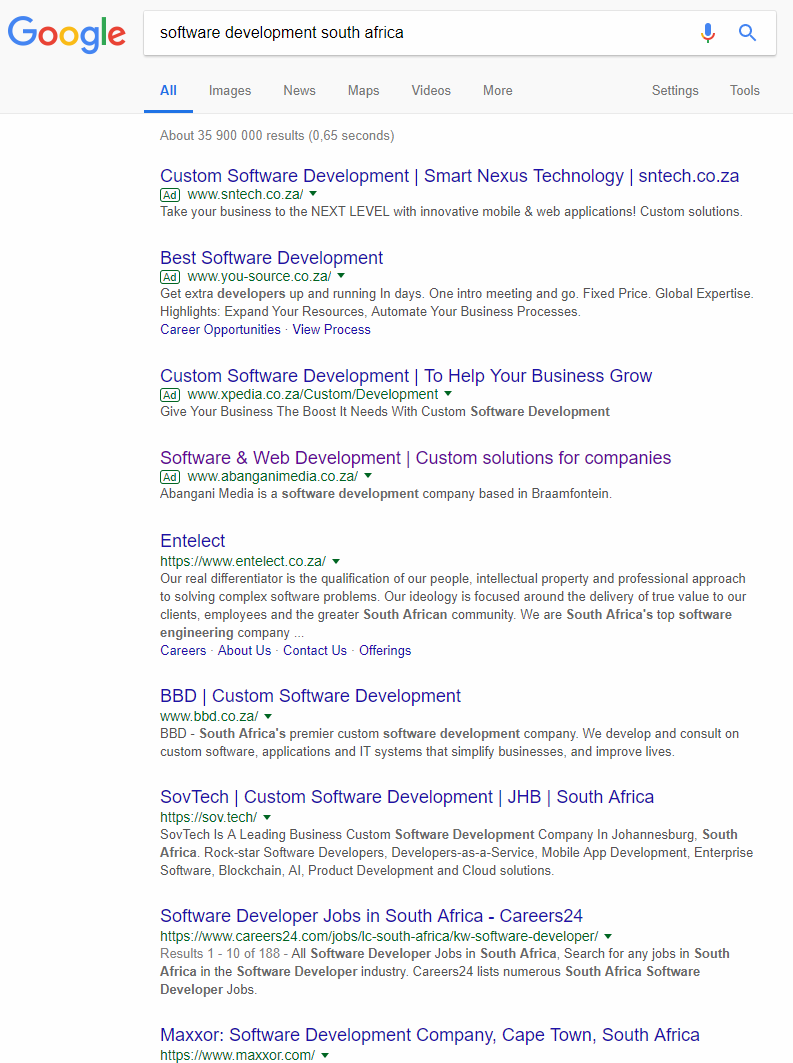 Google
software development south africa
All Images News Maps Videos More Settings Tools
About 35 900 000 results (0,65 seconds)
Custom Software Development | Smart Nexus Technology | sntech.co.za
Ad www.sntech.co.za/
Take your business to the NEXT LEVEL with innovative mobile & web applications! Custom solutions.
Best Software Development
Ad www.you-source.co.za/
Get extra developers up and running In days. One intro meeting and go. Fixed Price. Global Expertise.
Highlights: Expand Your Resources, Automate Your Business Processes.
Career Opportunities · View Process
Custom Software Development | To Help Your Business Grow
Ad www.xpedia.co.za/Custom/Development
Give Your Business The Boost It Needs With Custom Software Development
Software & Web Development | Custom solutions for companies
Ad www.abanganimedia.co.za/
Abangani Media is a software development company based in Braamfontein.
Entelect
https://www.entelect.co.za/
Our real differentiator is the qualification of our people, intellectual property and professional approach
to solving complex software problems. Our ideology is focused around the delivery of true value to our
clients, employees and the greater South African community. We are South Africa's top software
engineering company ...
Careers · About Us · Contact Us · Offerings
BBD | Custom Software Development
www.bbd.co.za/
BBD - South Africa's premier custom software development company. We develop and consult on
custom software, applications and IT systems that simplify businesses, and improve lives.
SovTech | Custom Software Development | JHB | South Africa
https://sov.tech/
SovTech Is A Leading Business Custom Software Development Company In Johannesburg, South
Africa. Rock-star Software Developers, Developers-as-a-Service, Mobile App Development, Enterprise
Software, Blockchain, AI, Product Development and Cloud solutions.
Software Developer Jobs in South Africa - Careers24
https://www.careers24.com/jobs/lc-south-africa/kw-software-developer/
Results 1 - 10 of 188 - All Software Developer Jobs in South Africa, Search for any jobs in South
Africa in the Software Developer industry. Careers24 lists numerous South Africa Software
Developer Jobs.
Maxxor: Software Development Company, Cape Town, South Africa
https://www.maxxor.com/